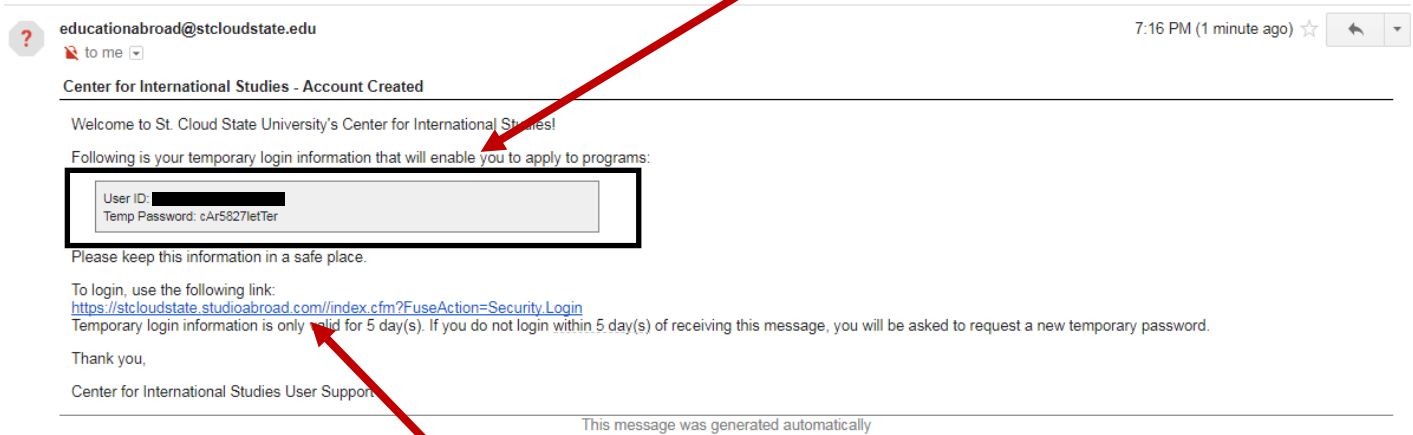 educationabroad@stcloudstate.edu
7:16 PM (1 minute ago)
?
to me
Center for International Studies - Account Created
Welcome to St. Cloud State University's Center for International Studies!
Following is your temporary login information that will enable you to apply to programs:
User ID:
Temp Password: cAr5827letTer
Please keep this information in a safe place.
To login, use the following link:
https://stcloudstate.studioabroad.com//index.cfm?FuseAction=Security.Login
Temporary login information is only valid for 5 day(s). If you do not login within 5 day(s) of receiving this message, you will be asked to request a new temporary password.
Thank you,
Center for International Studies User Support
This message was generated automatically